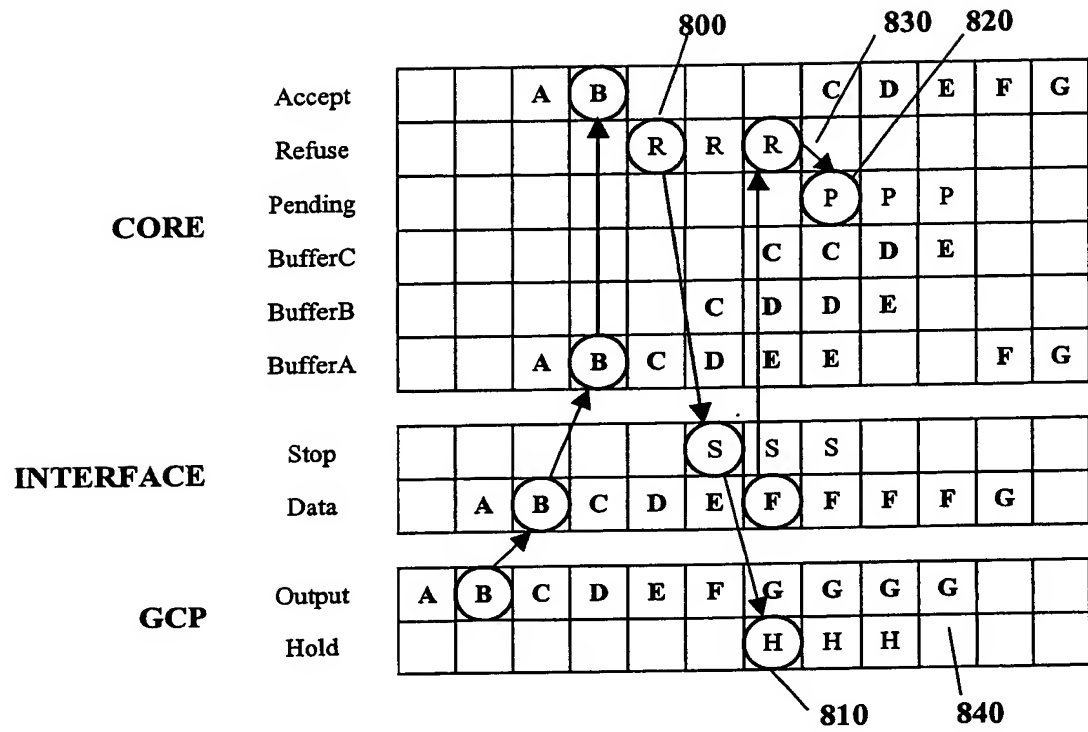 800 830 820
Accept A B C D E F G
Refuse R R R
Pending P P P
CORE
BufferC C C D E
BufferB C D D E
BufferA A B C D E E F G
Stop S S S
INTERFACE
Data A B C D E F F F F G
Output A B C D E F G G G G
GCP
Hold H H H
810 840